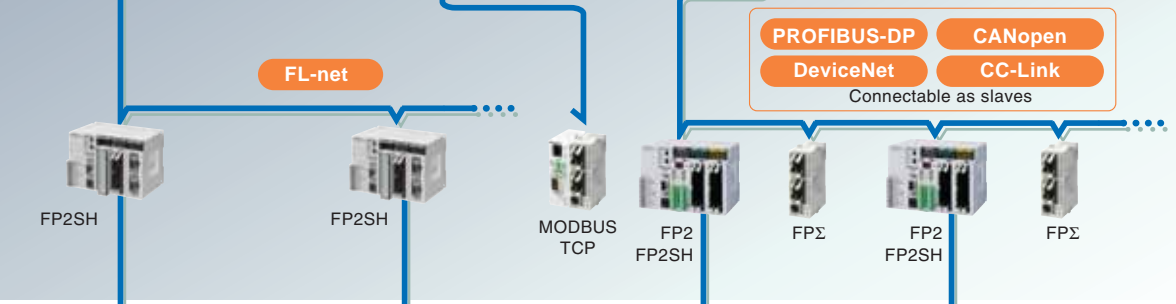 PROFIBUS-DP CANopen
DeviceNet CC-Link
Connectable as slaves
FL-net
FP2SH
FP2SH
MODBUS
TCP
FP2
FP2SH
FPΣ
FP2
FP2SH
FPΣ